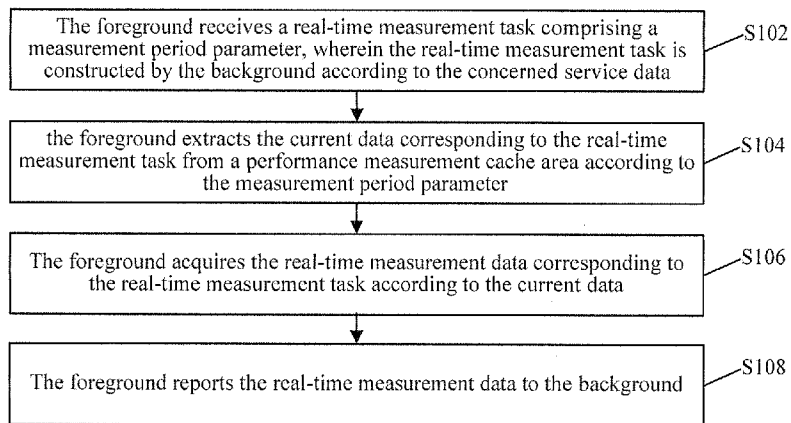 The foreground receives a real-time measurement task comprising a
measurement period parameter, wherein the real-time measurement task is
constructed by the background according to the concerned service data
S102
the foreground extracts the current data corresponding to the real-time
measurement task from a performance measurement cache area according to
the measurement period parameter
S104
The foreground acquires the real-time measurement data corresponding to
the real-time measurement task according to the current data
S106
The foreground reports the real-time measurement data to the background
S108